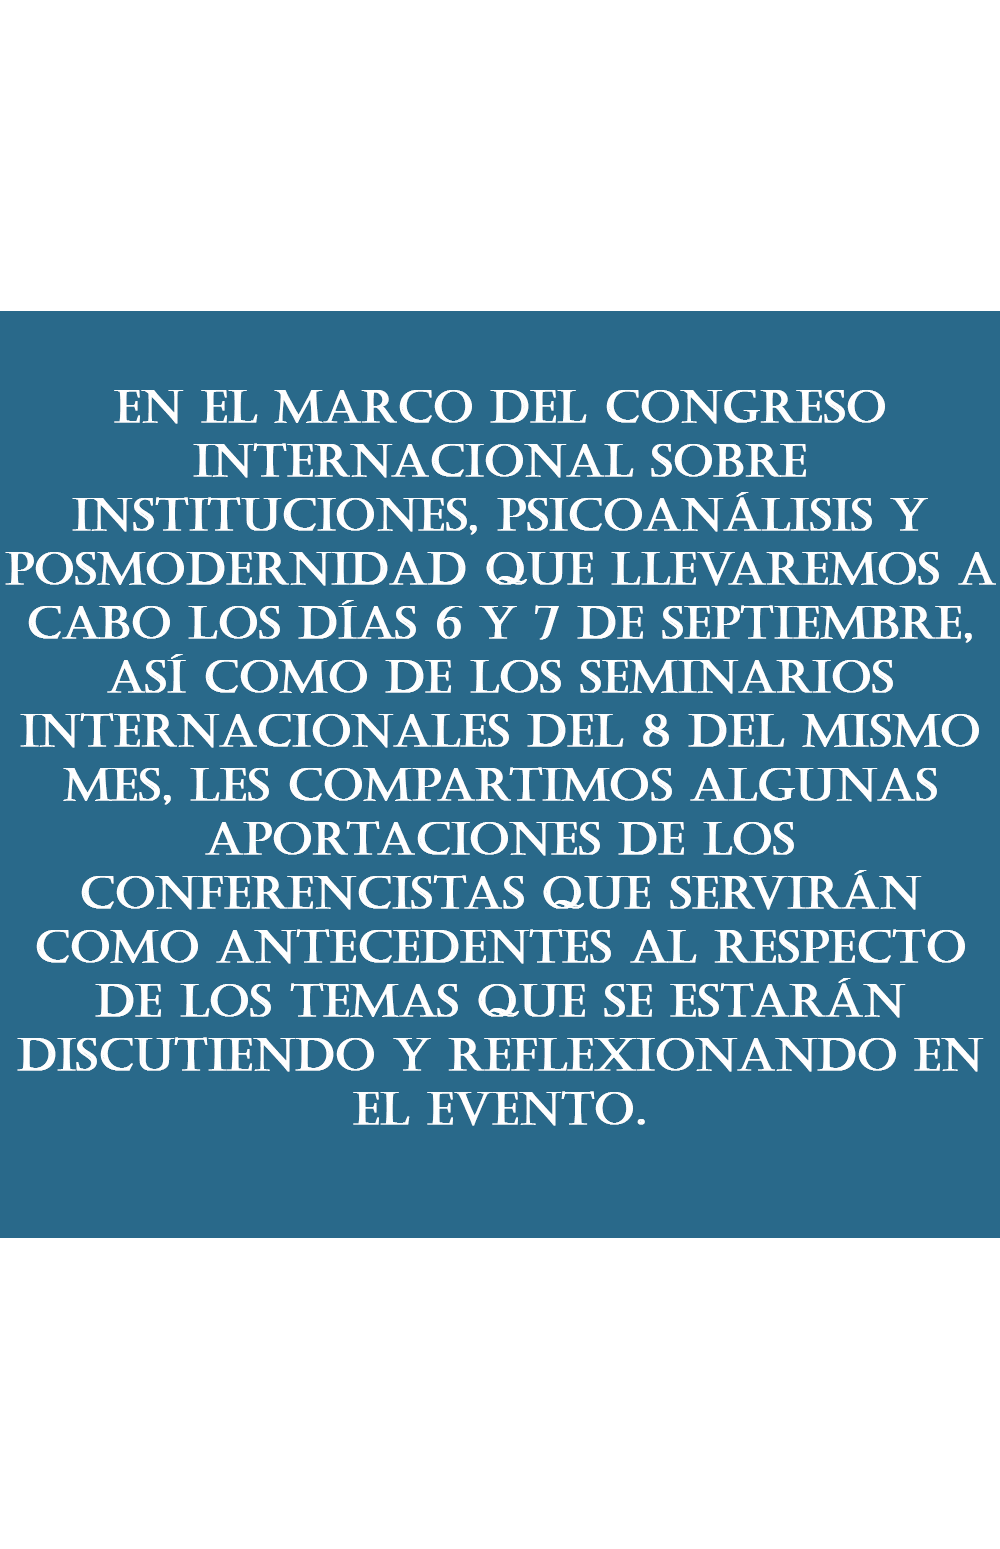 EN EL MARCO DEL CONGRESO
INTERNACIONAL SOBRE
INSTITUCIONES, PSICOANÁLISIS Y
POSMODERNIDAD QUE LLEVAREMOS A
CABO LOS DÍAS 6 Y 7 DE SEPTIEMBRE,
ASÍ COMO DE LOS SEMINARIOS
INTERNACIONALES DEL 8 DEL MISMO
MES, LES COMPARTIMOS ALGUNAS
APORTACIONES DE LOS
CONFERENCISTAS QUE SERVIRÁN
COMO ANTECEDENTES AL RESPECTO
DE LOS TEMAS QUE SE ESTARÁN
DISCUTIENDO Y REFLEXIONANDO EN
EL EVENTO.